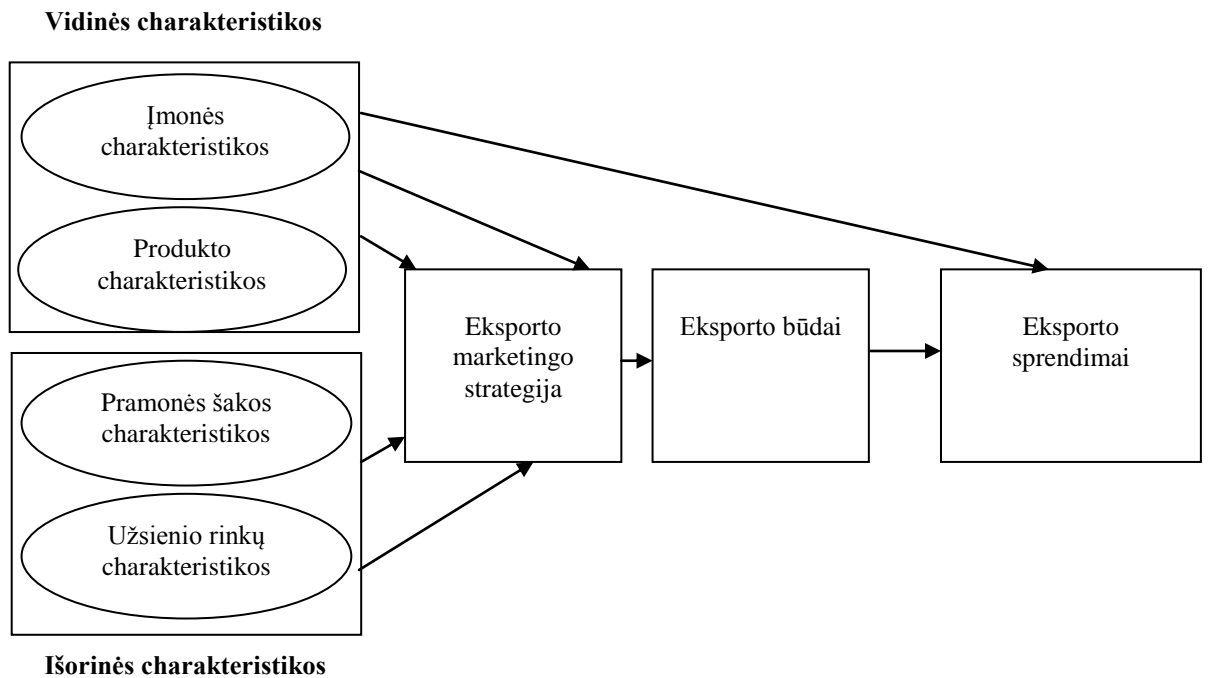 Vidinės charakteristikos
Įmonės
charakteristikos
Produkto
charakteristikos
Eksporto
marketingo
strategija
Eksporto būdai
Eksporto
sprendimai
Pramonės šakos
charakteristikos
Užsienio rinkų
charakteristikos
Išorinės charakteristikos